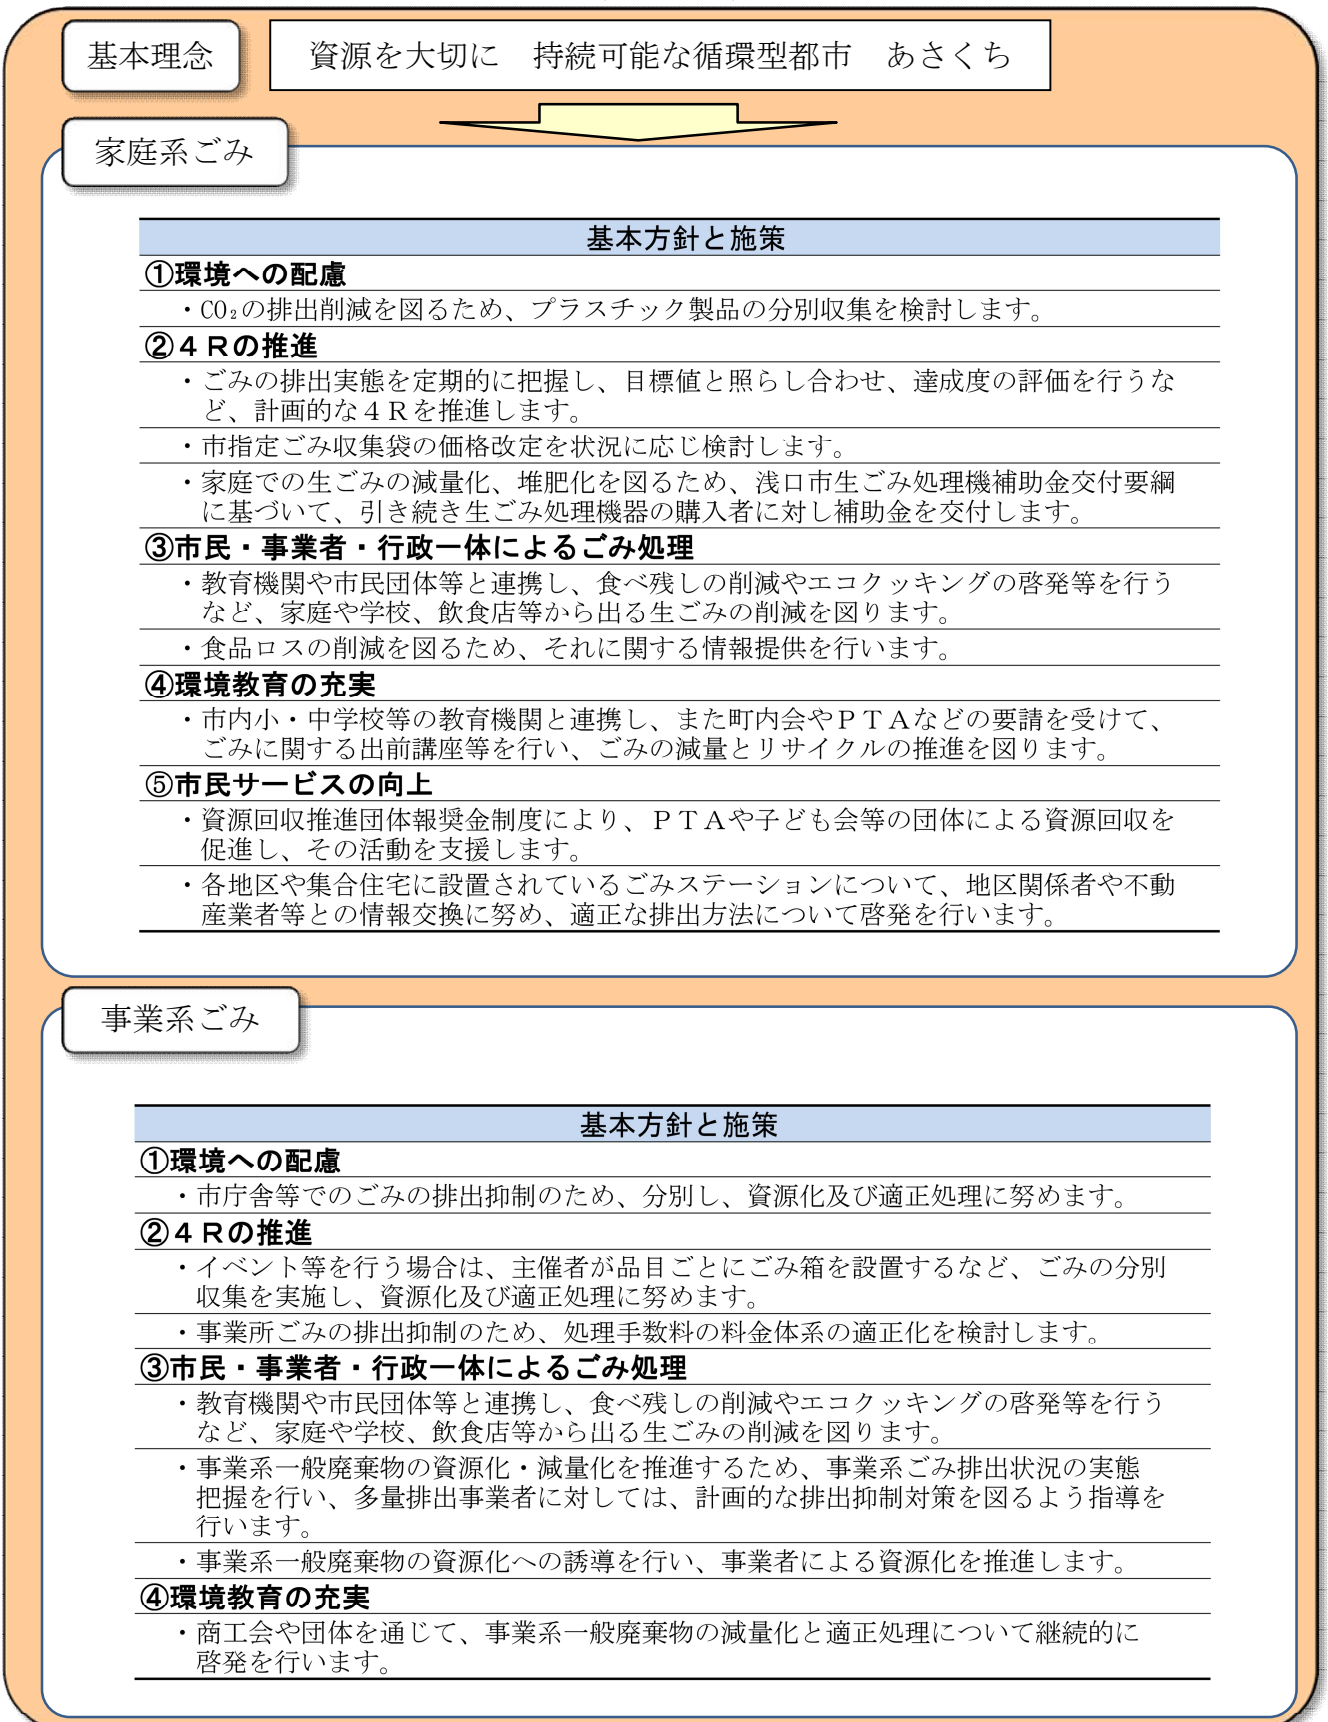 基本理念
資源を大切に　持続可能な循環型都市　あさくち
家庭系ごみ
基本方針と施策
①環境への配慮
・CO₂の排出削減を図るため、プラスチック製品の分別収集を検討します。
②４Ｒの推進
・ごみの排出実態を定期的に把握し、目標値と照らし合わせ、達成度の評価を行うな
ど、計画的な４Ｒを推進します。
・市指定ごみ収集袋の価格改定を状況に応じ検討します。
・家庭での生ごみの減量化、堆肥化を図るため、浅口市生ごみ処理機補助金交付要綱
に基づいて、引き続き生ごみ処理機器の購入者に対し補助金を交付します。
③市民・事業者・行政一体によるごみ処理
・教育機関や市民団体等と連携し、食べ残しの削減やエコクッキングの啓発等を行う
など、家庭や学校、飲食店等から出る生ごみの削減を図ります。
・食品ロスの削減を図るため、それに関する情報提供を行います。
④環境教育の充実
・市内小・中学校等の教育機関と連携し、また町内会やＰＴＡなどの要請を受けて、
ごみに関する出前講座等を行い、ごみの減量とリサイクルの推進を図ります。
⑤市民サービスの向上
・資源回収推進団体報奨金制度により、ＰＴＡや子ども会等の団体による資源回収を
促進し、その活動を支援します。
・各地区や集合住宅に設置されているごみステーションについて、地区関係者や不動
産業者等との情報交換に努め、適正な排出方法について啓発を行います。
事業系ごみ
基本方針と施策
①環境への配慮
・市庁舎等でのごみの排出抑制のため、分別し、資源化及び適正処理に努めます。
②４Ｒの推進
・イベント等を行う場合は、主催者が品目ごとにごみ箱を設置するなど、ごみの分別
収集を実施し、資源化及び適正処理に努めます。
・事業所ごみの排出抑制のため、処理手数料の料金体系の適正化を検討します。
③市民・事業者・行政一体によるごみ処理
・教育機関や市民団体等と連携し、食べ残しの削減やエコクッキングの啓発等を行う
など、家庭や学校、飲食店等から出る生ごみの削減を図ります。
・事業系一般廃棄物の資源化・減量化を推進するため、事業系ごみ排出状況の実態
把握を行い、多量排出事業者に対しては、計画的な排出抑制対策を図るよう指導を
行います。
・事業系一般廃棄物の資源化への誘導を行い、事業者による資源化を推進します。
④環境教育の充実
・商工会や団体を通じて、事業系一般廃棄物の減量化と適正処理について継続的に
啓発を行います。